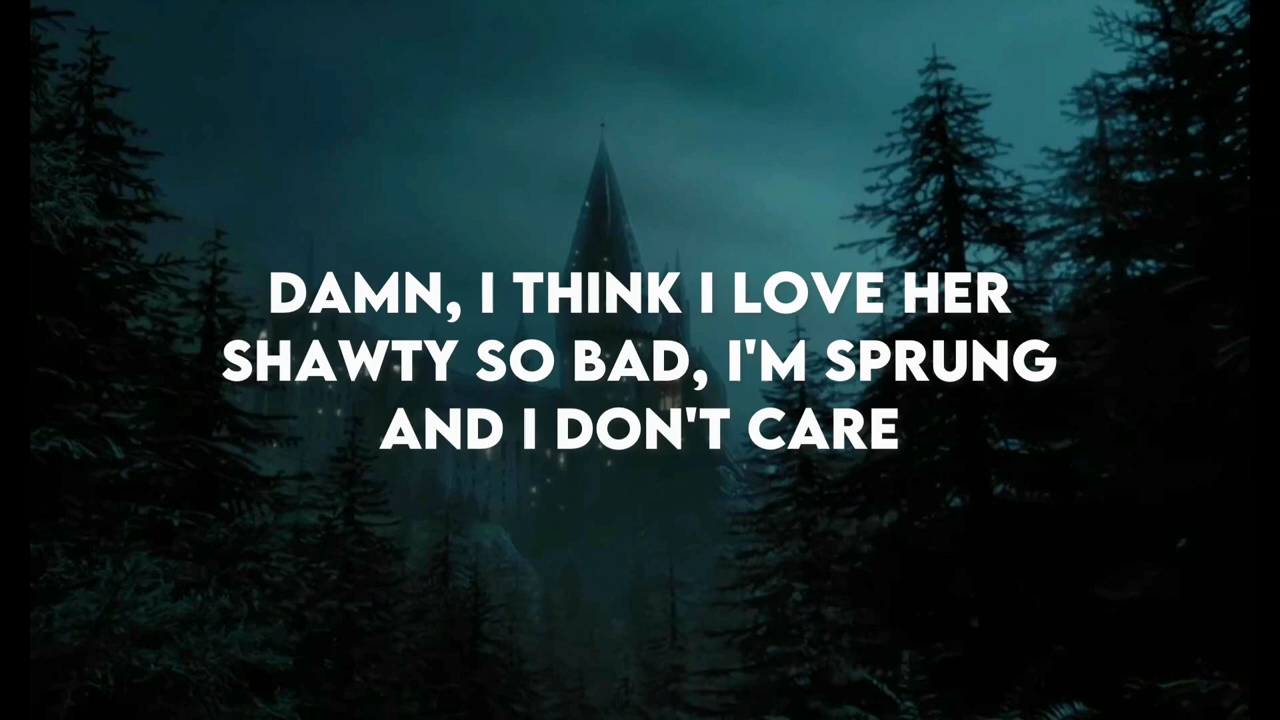 DAMN, I THINK I LOVE HER
SHAWTY SO BAD, I'M SPRUNG
AND I DON'T CARE